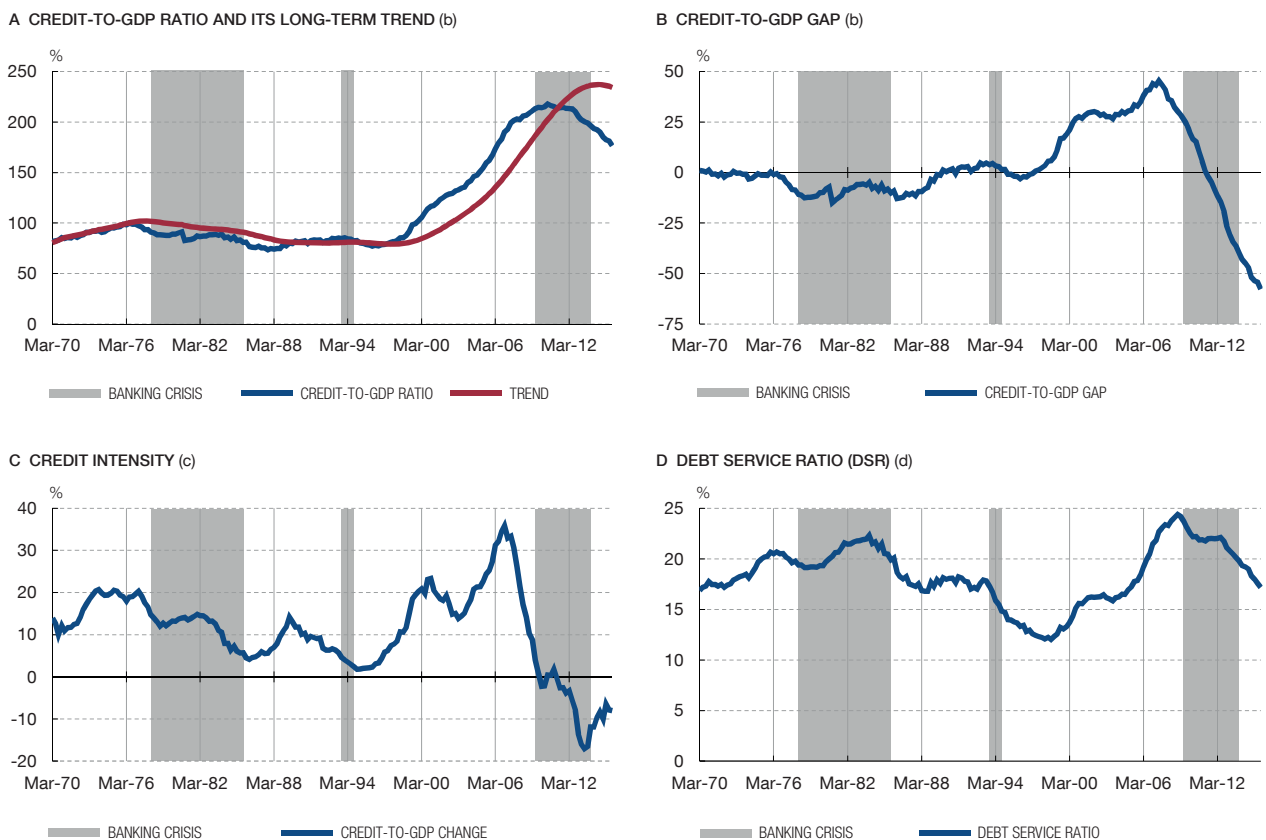 A CREDIT-TO-GDP RATIO AND ITS LONG-TERM TREND (b)
%
250
200
150
100
50
0
Mar-70 Mar-76 Mar-82 Mar-88 Mar-94 Mar-00 Mar-06 Mar-12
BANKING CRISIS CREDIT-TO-GDP RATIO TREND
B CREDIT-TO-GDP GAP (b)
%
50
25
0
-25
-50
-75
Mar-70 Mar-76 Mar-82 Mar-88 Mar-94 Mar-00 Mar-06 Mar-12
BANKING CRISIS CREDIT-TO-GDP GAP
C CREDIT INTENSITY (c)
%
40
30
20
10
0
-10
-20
Mar-70 Mar-76 Mar-82 Mar-88 Mar-94 Mar-00 Mar-06 Mar-12
BANKING CRISIS CREDIT-TO-GDP CHANGE
D DEBT SERVICE RATIO (DSR) (d)
%
25
20
15
10
5
0
Mar-70 Mar-76 Mar-82 Mar-88 Mar-94 Mar-00 Mar-06 Mar-12
BANKING CRISIS DEBT SERVICE RATIO